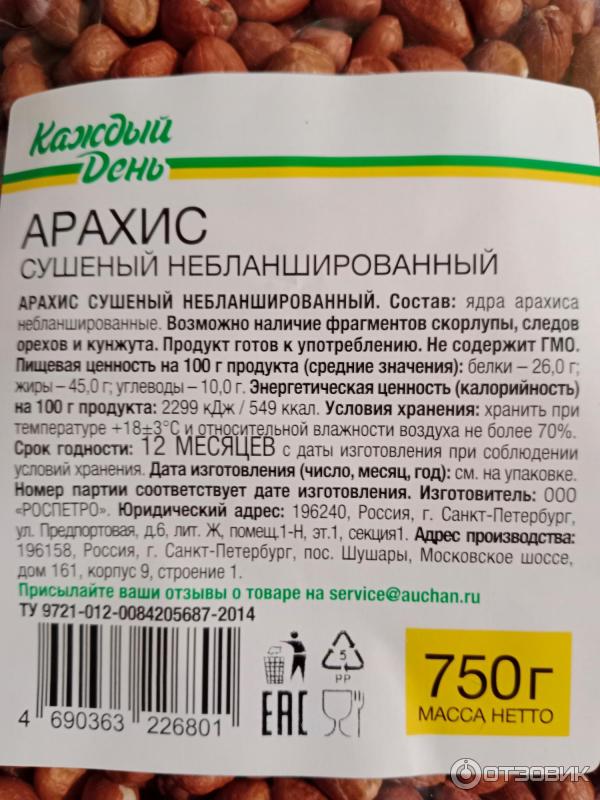 Каждый
День
АРАХИС
СУШЕНЫЙ НЕБЛАНШИРОВАННЫЙ
АРАХИС СУШЕНЫЙ НЕБЛАНШИРОВАННЫЙ. Состав: ядра арахиса
небланшированные. Возможно наличие фрагментов скорлупы, следов
орехов и кунжута. Продукт готов к употреблению. Не содержит ГМО.
Пищевая ценность на 100 г продукта (средние значения): белки – 26,0 г;
жиры – 45,0 г; углеводы – 10,0 г. Энергетическая ценность (калорийность)
на 100 г продукта: 2299 кДж / 549 ккал. Условия хранения: хранить при
температуре +18±3°С и относительной влажности воздуха не более 70%.
Срок годности: 12 МЕСЯЦЕВ с даты изготовления при соблюдении
условий хранения. Дата изготовления (число, месяц, год): см. на упаковке.
Номер партии соответствует дате изготовления. Изготовитель: ООО
«РОСПЕТРО». Юридический адрес: 196240, Россия, г. Санкт-Петербург,
ул. Предпортовая, д.6, лит. Ж, помещ.1-Н, эт.1, секция1. Адрес производства:
196158, Россия, г. Санкт-Петербург, пос. Шушары, Московское шоссе,
дом 161, корпус 9, строение 1.
Присылайте ваши отзывы о товаре на service@auchan.ru
ТУ 9721-012-0084205687-2014
4 690363 226801
5
PP
EAC
750 г
МАССА НЕТТО
ОТЗОВИК